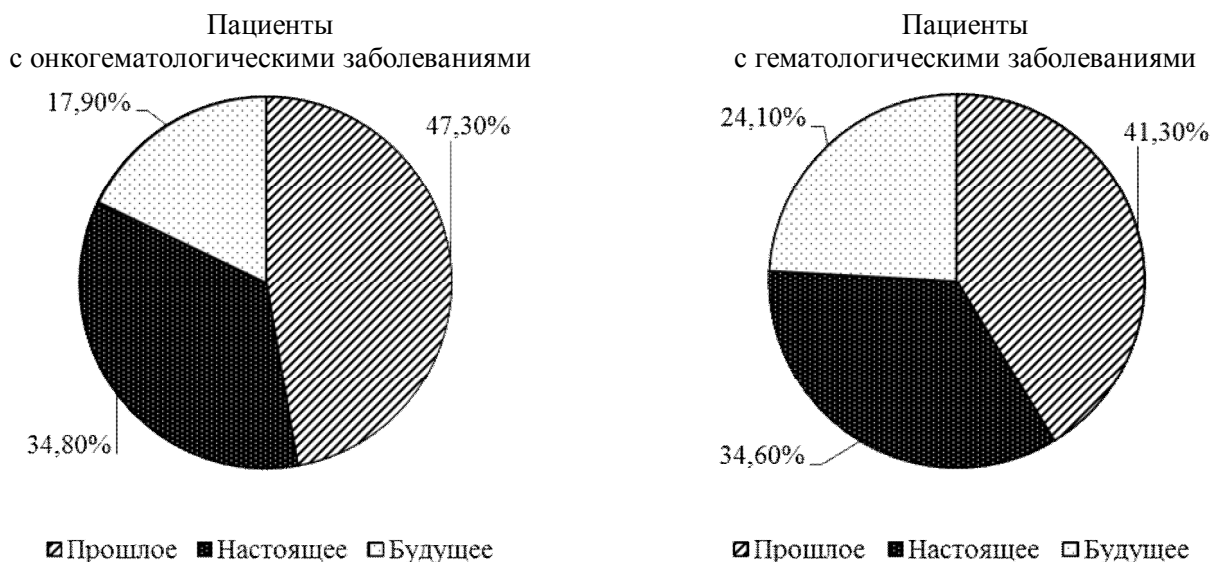 Пациенты
с онкогематологическими заболеваниями
17,90%
47,30%
34,80%
Прошлое Настоящее Будущее
Пациенты
с гематологическими заболеваниями
24,10%
41,30%
34,60%
Прошлое Настоящее Будущее